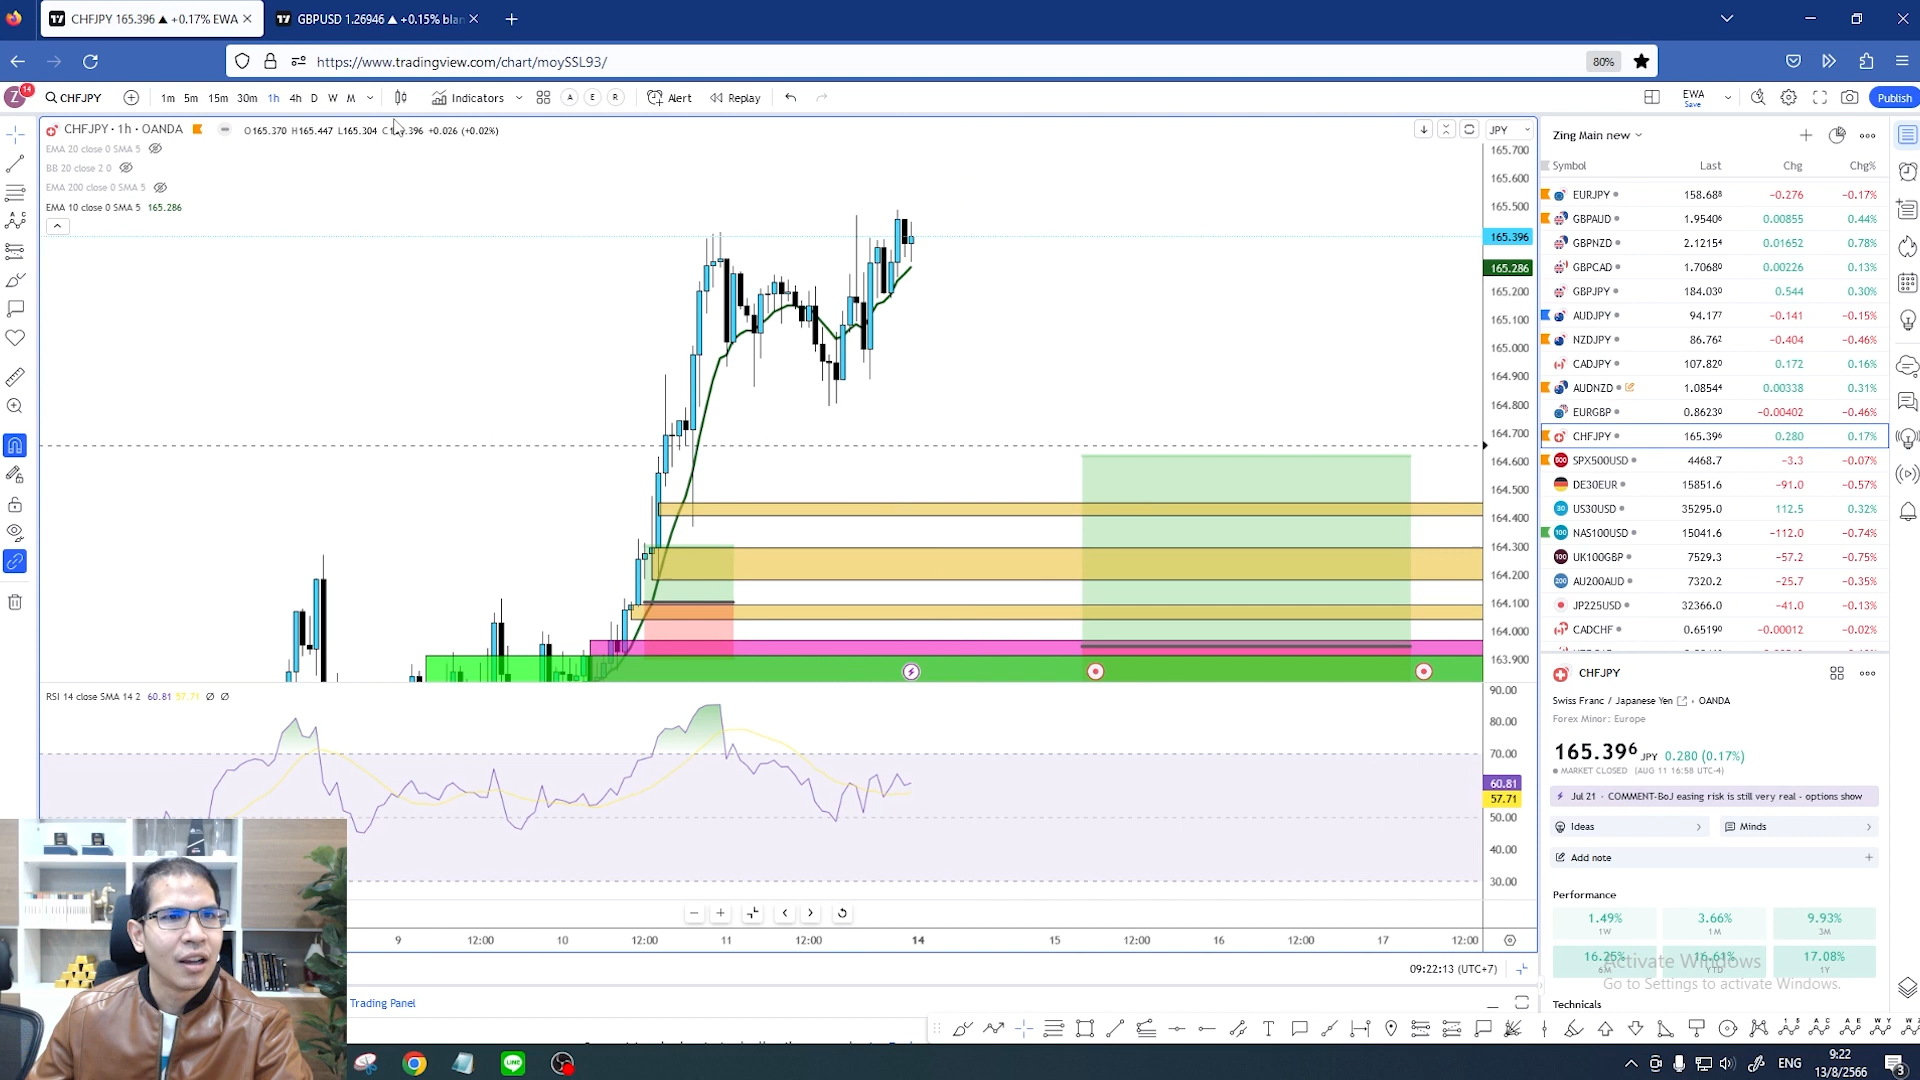 CHFJPY 165.396 ▲ +0.17% EWA
GBPUSD 1.26946 ▲ +0.15% blan
https://www.tradingview.com/chart/moySSL93/
80%
14
CHFJPY
1m 5m 15m 30m 1h 4h D W M
Indicators
A E R
Alert
Replay
EWA
Save
Publish
CHFJPY · 1h · OANDA
O165.370 H165.447 L165.304 +0.026 (+0.02%)
EMA 20 close 0 SMA 5
BB 20 close 2 0
EMA 200 close 0 SMA 5
EMA 10 close 0 SMA 5 165.286
JPY
165.700
165.600
165.500
165.396
165.286
165.200
165.100
165.000
164.900
164.800
164.700
164.600
164.500
164.400
164.300
164.200
164.100
164.000
163.900
RSI 14 close SMA 14 2 60.81 57.71 Ø Ø
90.00
80.00
70.00
60.81
57.71
50.00
40.00
30.00
9 12:00 10 12:00 11 12:00 14 15 12:00 16 12:00 17 12:00
09:22:13 (UTC+7)
Trading Panel
Zing Main new
Symbol Last Chg Chg%
EURJPY 158.688 -0.276 -0.17%
GBPAUD 1.95406 0.00855 0.44%
GBPNZD 2.12154 0.01652 0.78%
GBPCAD 1.70680 0.00226 0.13%
GBPJPY 184.030 0.544 0.30%
AUDJPY 94.177 -0.141 -0.15%
NZDJPY 86.762 -0.404 -0.46%
CADJPY 107.820 0.172 0.16%
AUDNZD 1.08544 0.00338 0.31%
EURGBP 0.86230 -0.00402 -0.46%
CHFJPY 165.396 0.280 0.17%
SPX500USD 4468.7 -3.3 -0.07%
DE30EUR 15851.6 -91.0 -0.57%
US30USD 35295.0 112.5 0.32%
NAS100USD 15041.6 -112.0 -0.74%
UK100GBP 7529.3 -57.2 -0.75%
AU200AUD 7320.2 -25.7 -0.35%
JP225USD 32366.0 -41.0 -0.13%
CADCHF 0.65190 -0.00012 -0.02%
CHFJPY
Swiss Franc / Japanese Yen · OANDA
Forex Minor: Europe
165.396 JPY 0.280 (0.17%)
MARKET CLOSED (AUG 11 16:58 UTC-4)
Jul 21 - COMMENT-BoJ easing risk is still very real - options show
Ideas
Minds
Add note
Performance
1.49% 3.66% 9.93%
1W 1M 3M
16.25% 16.61% 17.08%
6M YTD 1Y
Activate Windows
Go to Settings to activate Windows.
Technicals
ENG
9:22
13/8/2566
3